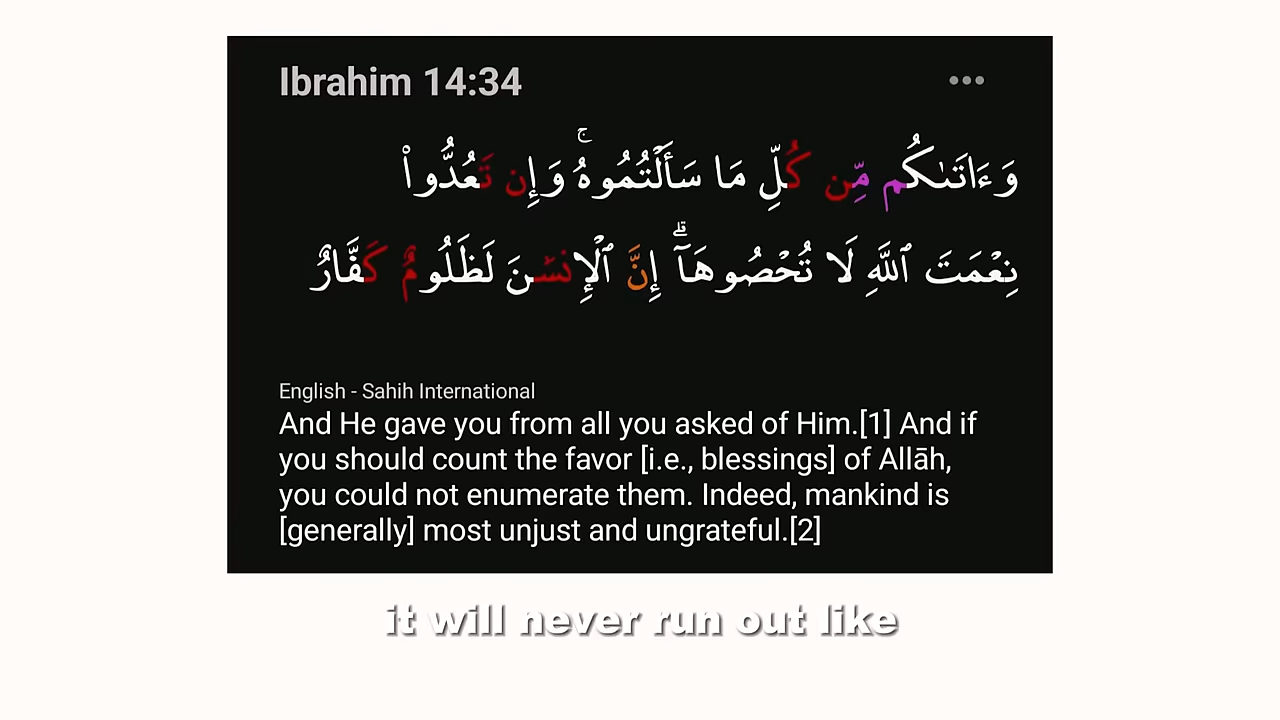 Ibrahim 14:34
وَءَاتَىٰكُم مِّن كُلِّ مَا سَأَلْتُمُوهُ ۚ وَإِن تَعُدُّوا۟
نِعْمَتَ ٱللَّهِ لَا تُحْصُوهَآ ۗ إِنَّ ٱلْإِنسَٰنَ لَظَلُومٌ كَفَّارٌ
English - Sahih International
And He gave you from all you asked of Him.[1] And if
you should count the favor [i.e., blessings] of Allāh,
you could not enumerate them. Indeed, mankind is
[generally] most unjust and ungrateful.[2]
it will never run out like